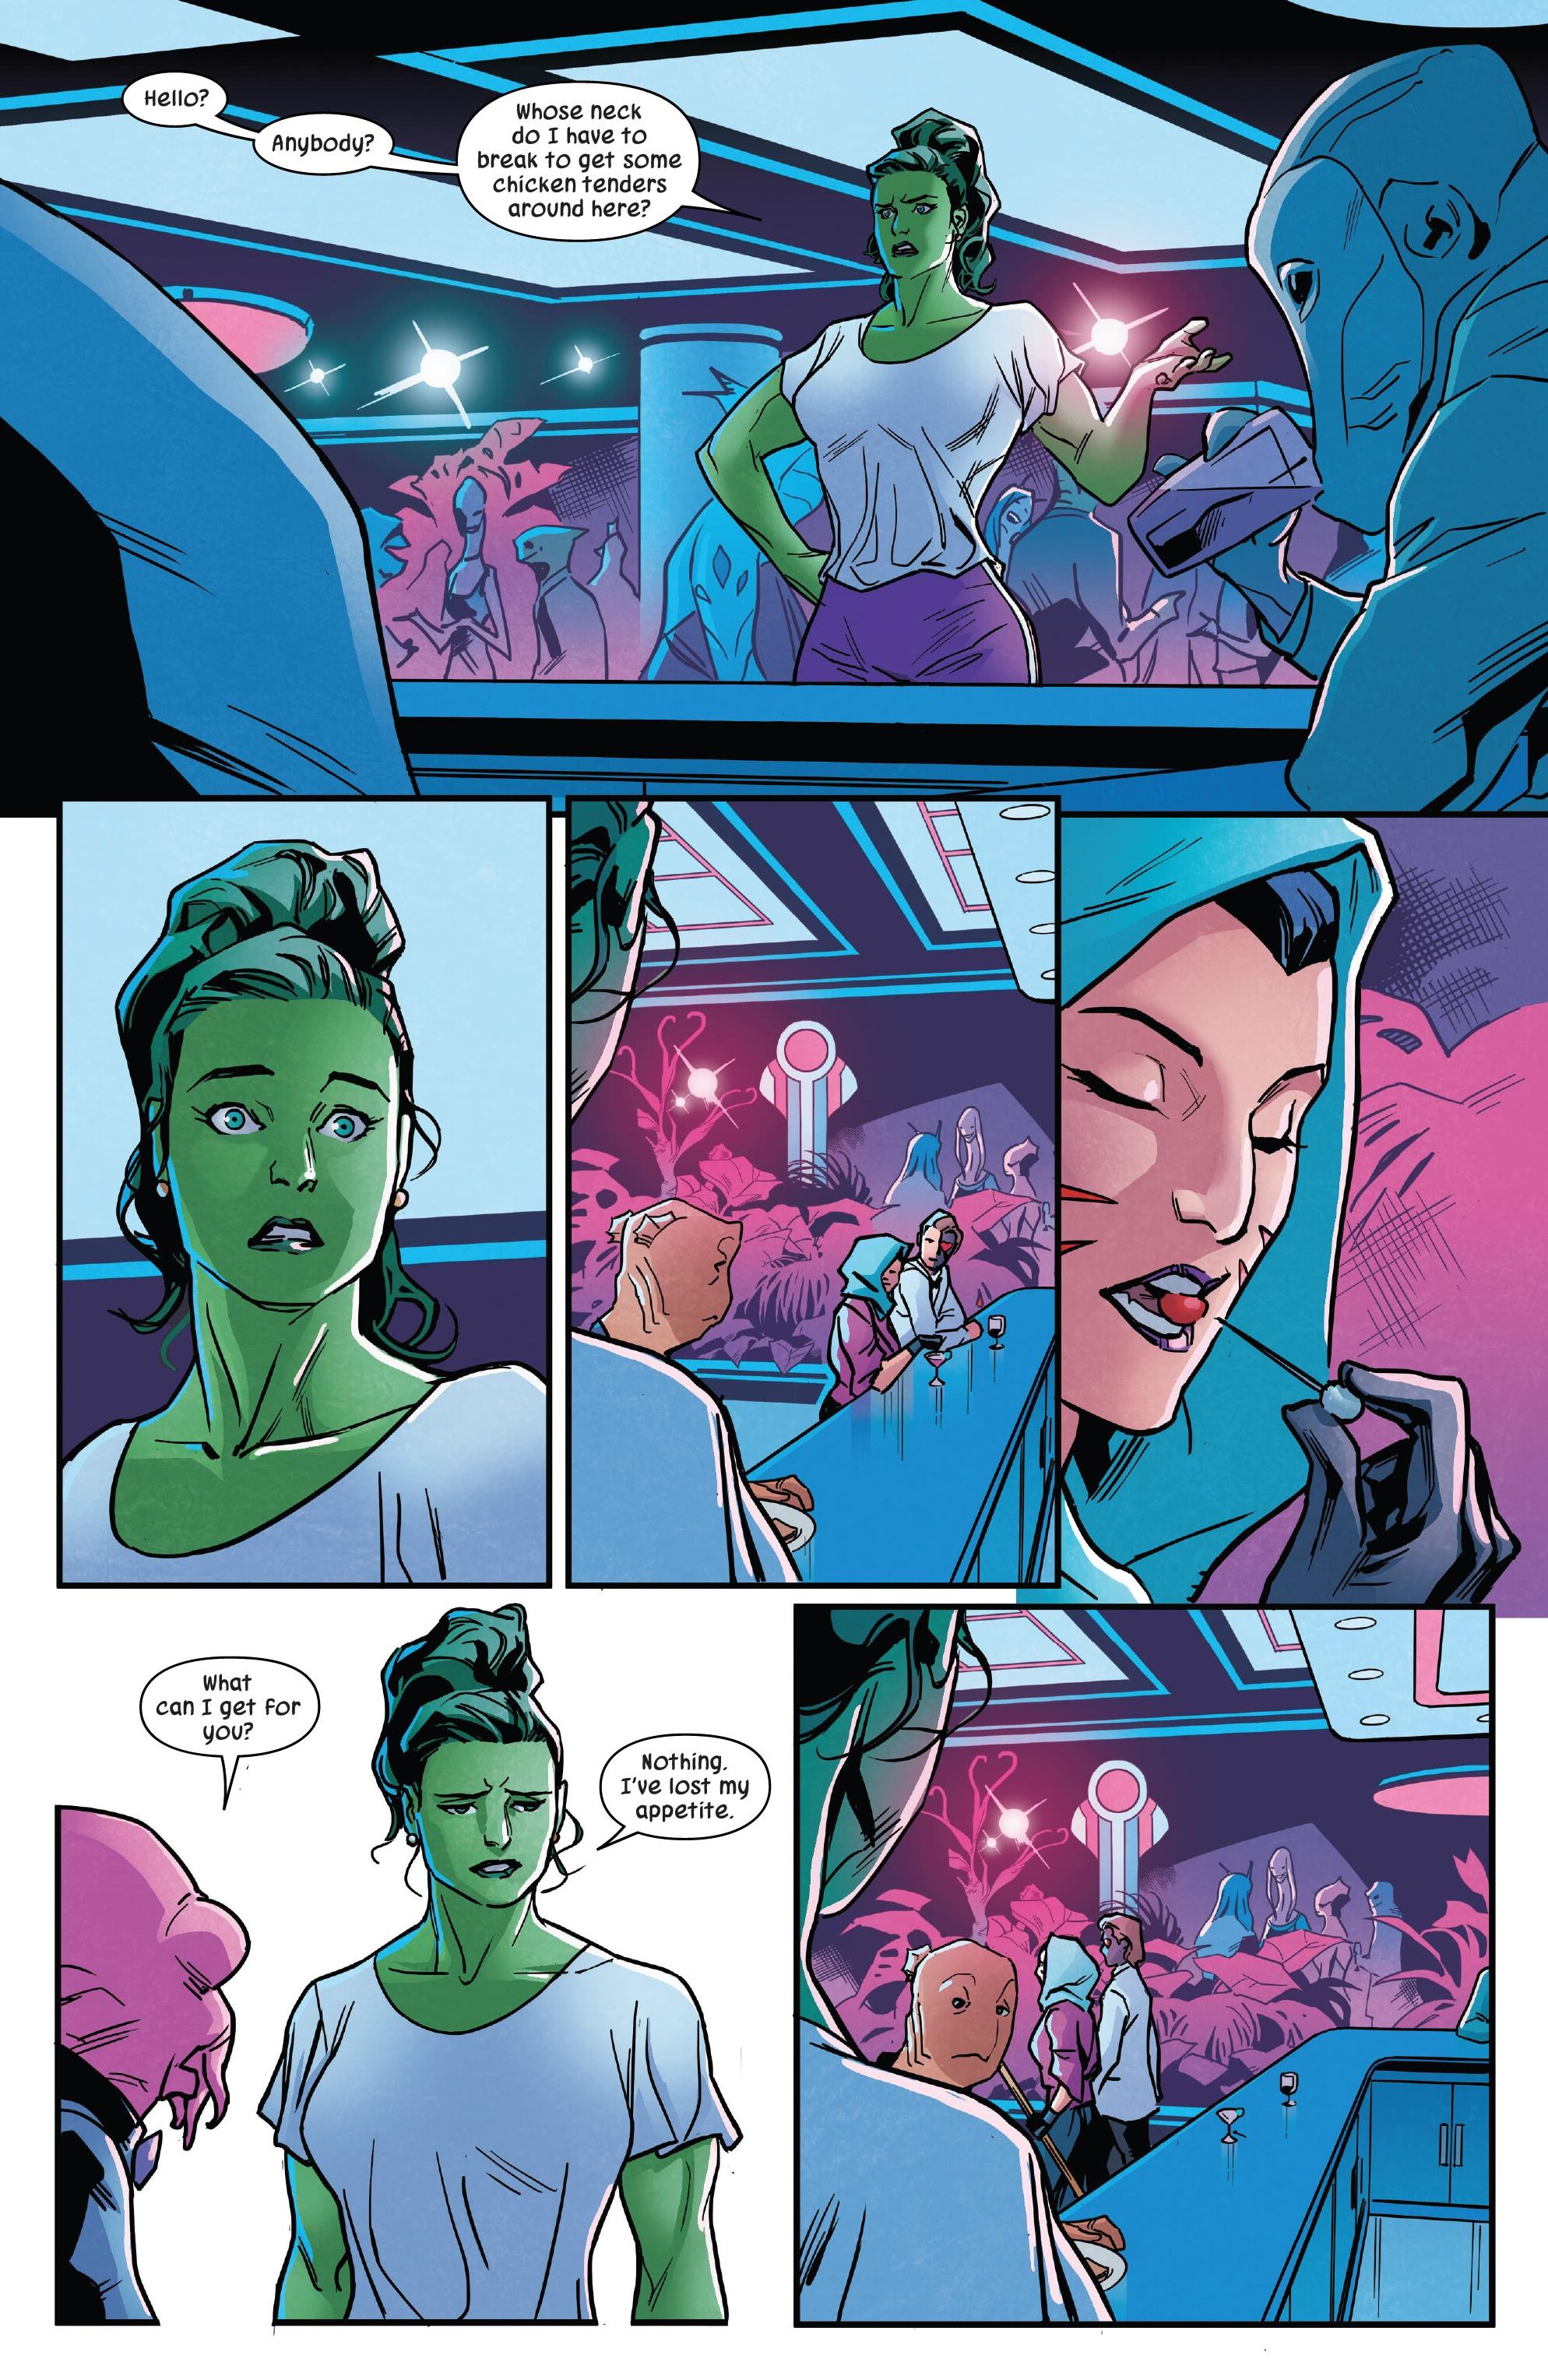 Hello?
Anybody?
Whose neck
do I have to
break to get some
chicken tenders
around here?
What
can I get for
you?
Nothing.
I've lost my
appetite.